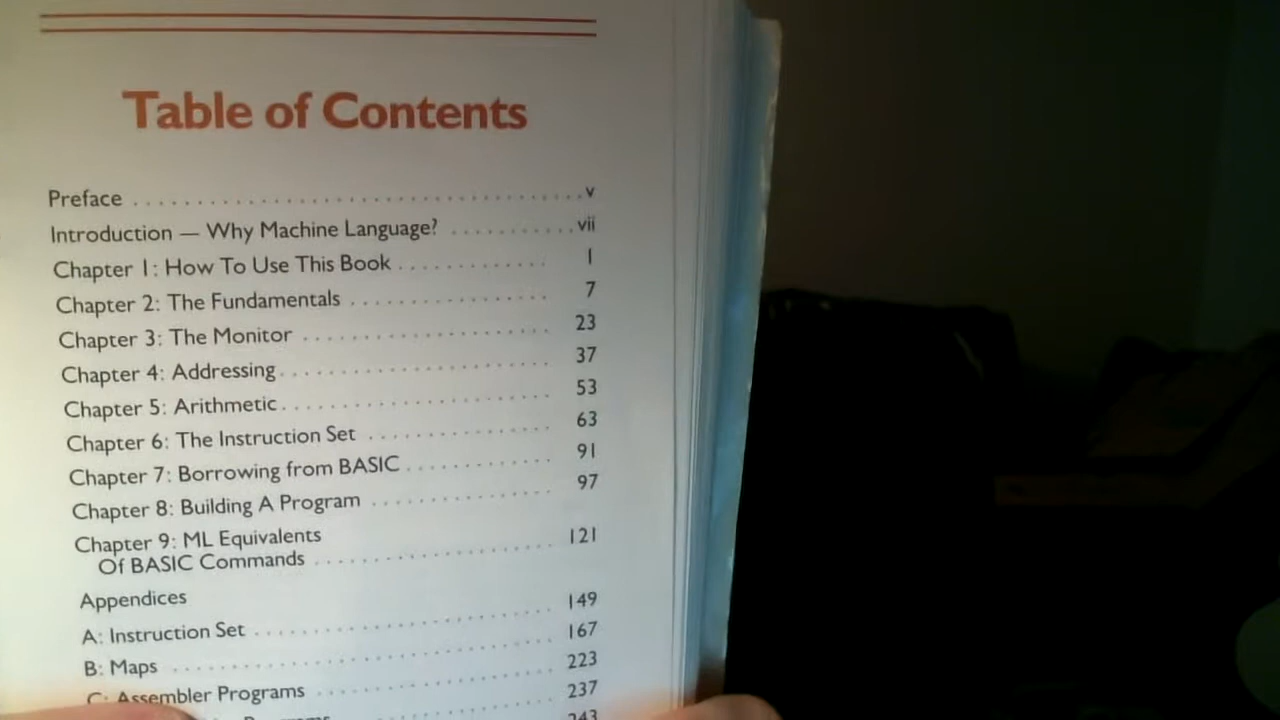 Table of Contents
Preface . . . . . . . . . . . . . . . . . . . . . . . . . . . . . . . . . . . . v
Introduction — Why Machine Language? . . . . . . . . . . . vii
Chapter 1: How To Use This Book . . . . . . . . . . . . 1
Chapter 2: The Fundamentals . . . . . . . . . . . . . . . . 7
Chapter 3: The Monitor . . . . . . . . . . . . . . . . . . . . 23
Chapter 4: Addressing . . . . . . . . . . . . . . . . . . . . . . 37
Chapter 5: Arithmetic . . . . . . . . . . . . . . . . . . . . . . 53
Chapter 6: The Instruction Set . . . . . . . . . . . . . . . 63
Chapter 7: Borrowing from BASIC . . . . . . . . . . . . 91
Chapter 8: Building A Program . . . . . . . . . . . . . . . 97
Chapter 9: ML Equivalents
Of BASIC Commands . . . . . . . . . . . . . . . . . . . 121
Appendices
A: Instruction Set . . . . . . . . . . . . . . . . . . . . . . . . 149
B: Maps . . . . . . . . . . . . . . . . . . . . . . . . . . . . . . . 167
C: Assembler Programs . . . . . . . . . . . . . . . . . . . 223
Programs . . . . . . . . . . . . . . . . . 237
243